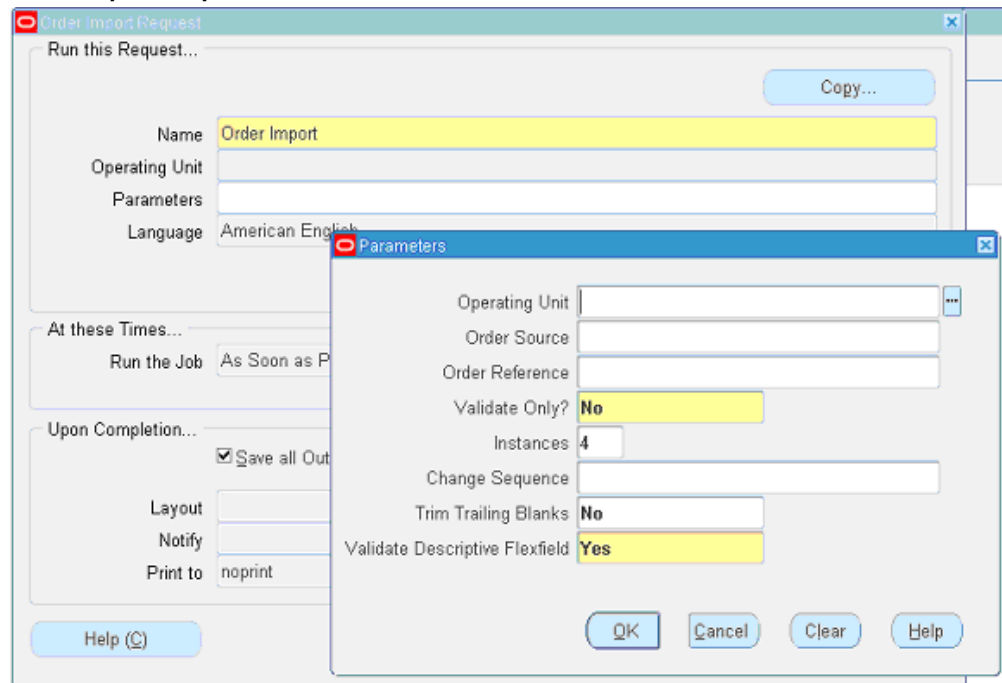 Order Import Request
Run this Request...
Copy...
Name Order Import
Operating Unit
Parameters
Language American English
Parameters
Operating Unit
Order Source
Order Reference
Validate Only? No
Instances 4
Change Sequence
Trim Trailing Blanks No
Validate Descriptive Flexfield Yes
OK Cancel Clear Help
At these Times...
Run the Job As Soon as P
Upon Completion...
Save all Out
Layout
Notify
Print to noprint
Help (C)